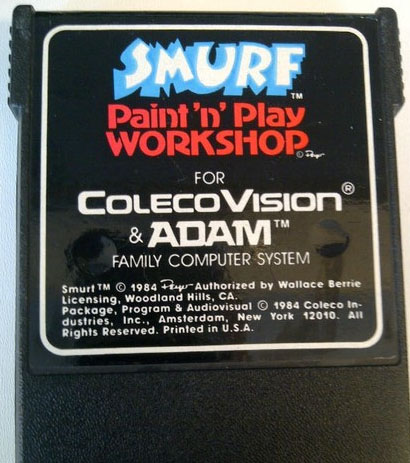 SMURF™
Paint 'n' Play
WORKSHOP
© Peyo
FOR
COLECOVISION®
& ADAM™
FAMILY COMPUTER SYSTEM
Smurf™ © 1984 Peyo Authorized by Wallace Berrie
Licensing, Woodland Hills, CA.
Package, Program & Audiovisual © 1984 Coleco In-
dustries, Inc., Amsterdam, New York 12010. All
Rights Reserved. Printed in U.S.A.